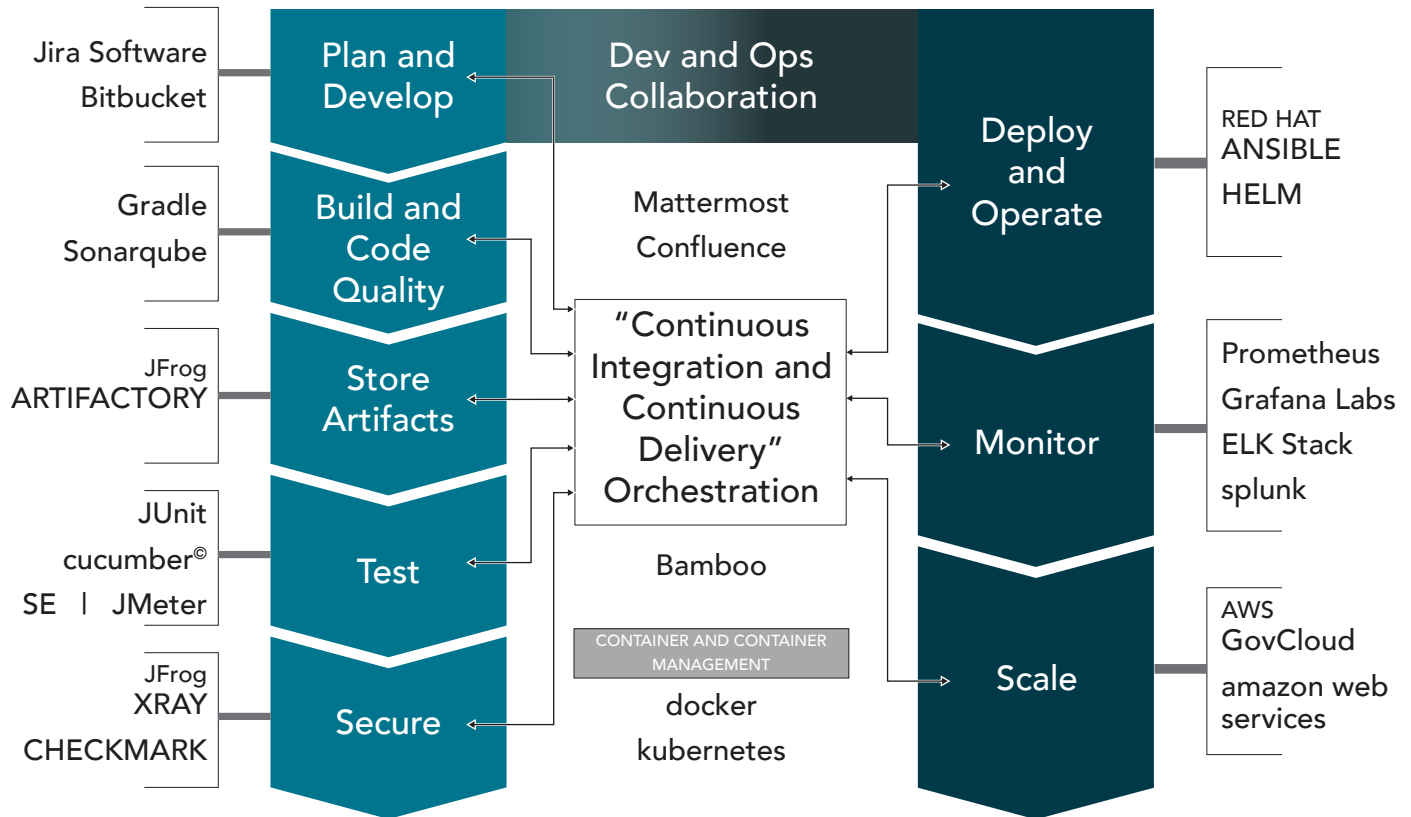 Jira Software
Bitbucket
Plan and
Develop
Dev and Ops
Collaboration
Deploy
and
Operate
RED HAT
ANSIBLE
HELM
Gradle
Sonarqube
Build and
Code
Quality
Mattermost
Confluence
JFrog
ARTIFACTORY
Store
Artifacts
"Continuous
Integration and
Continuous
Delivery"
Orchestration
Monitor
Prometheus
Grafana Labs
ELK Stack
splunk
JUnit
cucumber©
SE | JMeter
Test
Bamboo
JFrog
XRAY
CHECKMARK
Secure
CONTAINER AND CONTAINER
MANAGEMENT
docker
kubernetes
Scale
AWS
GovCloud
amazon web
services